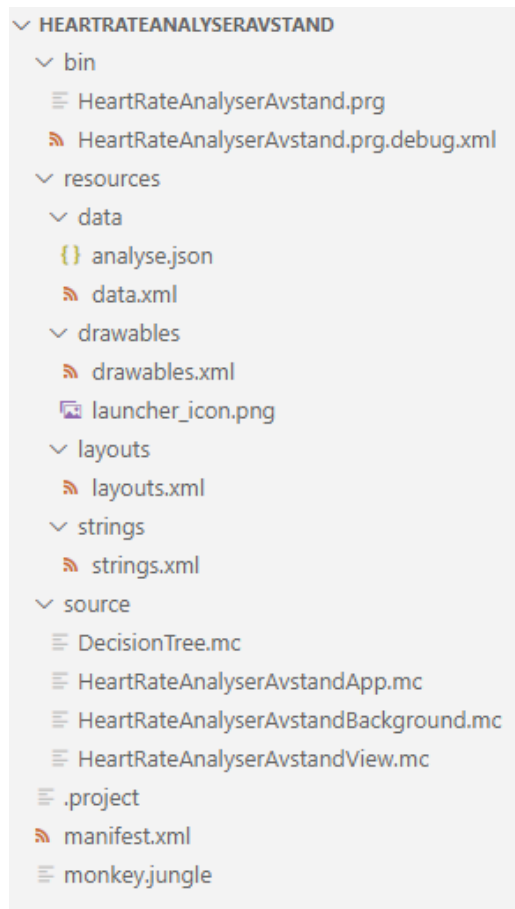 HEARTRATEANALYSERAVSTAND
bin
HeartRateAnalyserAvstand.prg
HeartRateAnalyserAvstand.prg.debug.xml
resources
data
{} analyse.json
data.xml
drawables
drawables.xml
launcher_icon.png
layouts
layouts.xml
strings
strings.xml
source
DecisionTree.mc
HeartRateAnalyserAvstandApp.mc
HeartRateAnalyserAvstandBackground.mc
HeartRateAnalyserAvstandView.mc
.project
manifest.xml
monkey.jungle